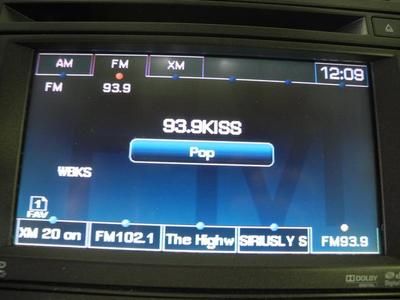 AM FM XM 12:09
FM 93.9
93.9KISS
Pop
WBKS
1
FAV
XM 20 on FM102.1 The Highw SIRIUSLY S FM93.9
DOLBY
DIGITAL